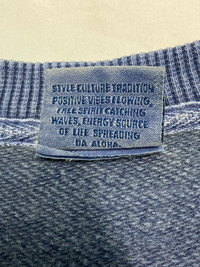 STYLE CULTURE TRADITION
POSITIVE VIBES FLOWING,
FREE SPIRIT CATCHING
WAVES, ENERGY SOURCE
OF LIFE SPREADING
DA ALOHA.